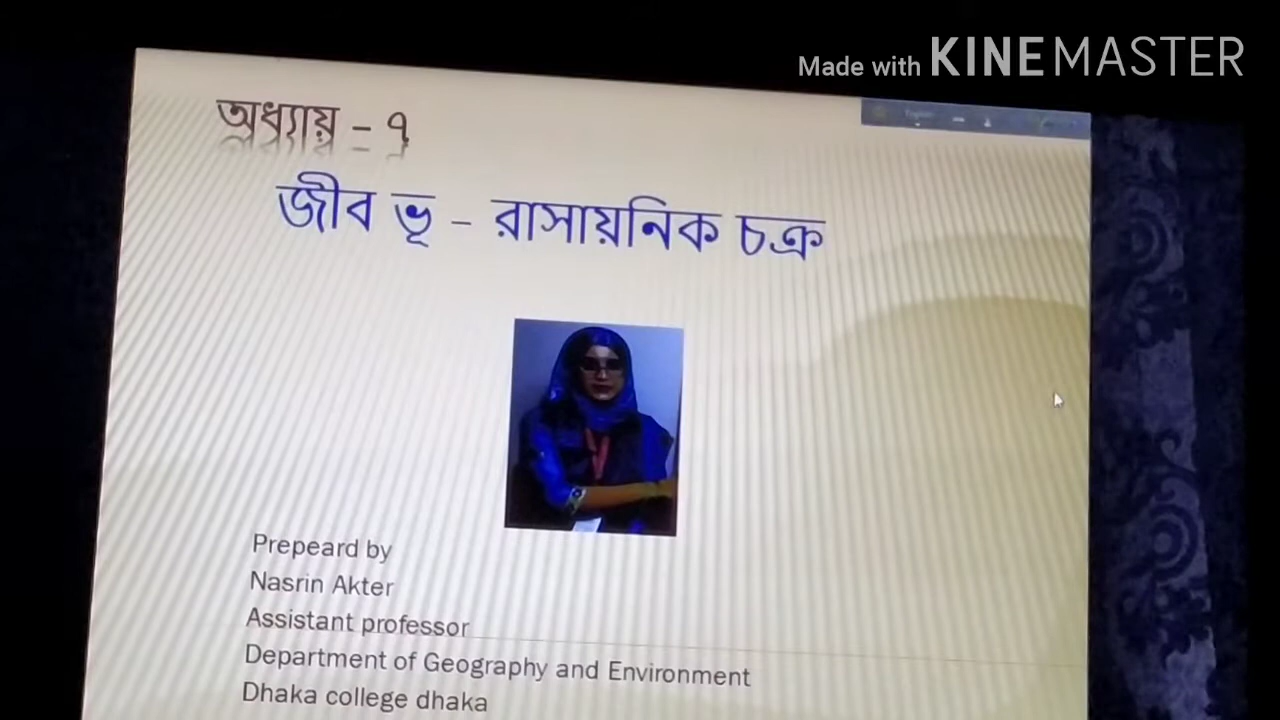 Made with KINEMASTER
অধ্যায় – ৭
জীব ভূ – রাসায়নিক চক্র
Prepeard by
Nasrin Akter
Assistant professor
Department of Geography and Environment
Dhaka college dhaka